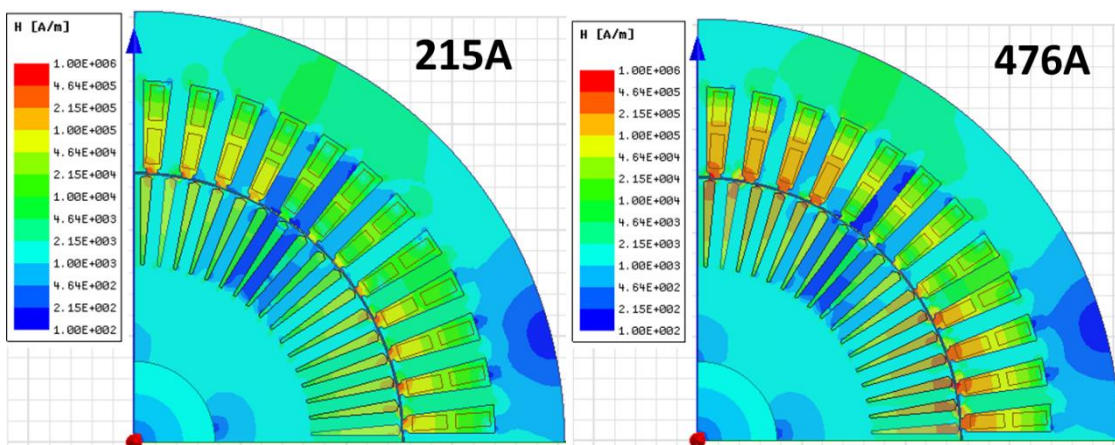 H [A/m]
1.00E+006
4.64E+005
2.15E+005
1.00E+005
4.64E+004
2.15E+004
1.00E+004
4.64E+003
2.15E+003
1.00E+003
4.64E+002
2.15E+002
1.00E+002
215A
H [A/m]
1.00E+006
4.64E+005
2.15E+005
1.00E+005
4.64E+004
2.15E+004
1.00E+004
4.64E+003
2.15E+003
1.00E+003
4.64E+002
2.15E+002
1.00E+002
476A